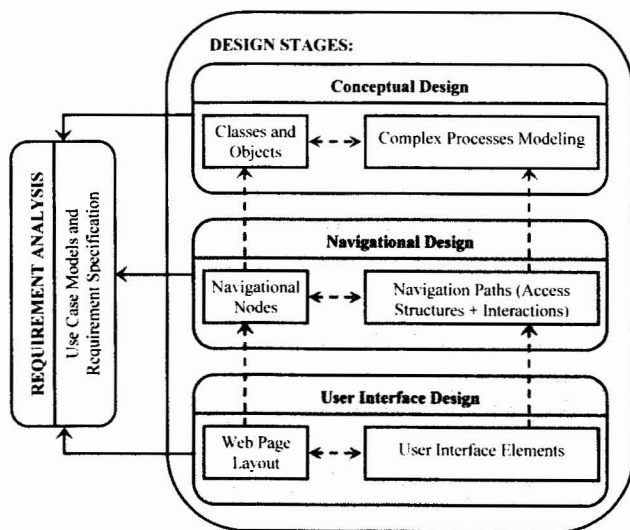 DESIGN STAGES:
Conceptual Design
Classes and
Objects
Complex Processes Modeling
REQUIREMENT ANALYSIS
Use Case Models and
Requirement Specification
Navigational Design
Navigational
Nodes
Navigation Paths (Access
Structures + Interactions)
User Interface Design
Web Page
Layout
User Interface Elements